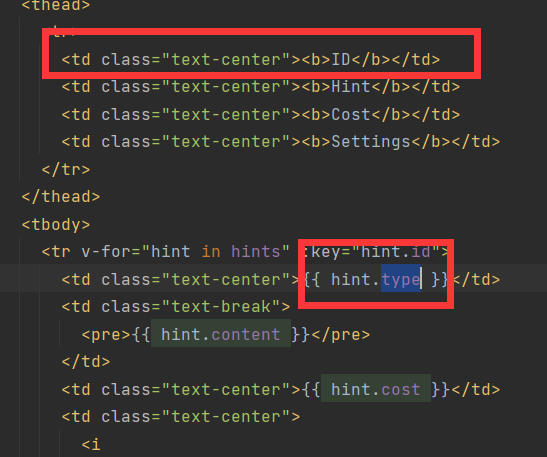 <thead>
<tr>
<td class="text-center"><b>ID</b></td>
<td class="text-center"><b>Hint</b></td>
<td class="text-center"><b>Cost</b></td>
<td class="text-center"><b>Settings</b></td>
</tr>
</thead>
<tbody>
<tr v-for="hint in hints" :key="hint.id">
<td class="text-center">{{ hint.type }}</td>
<td class="text-break">
<pre>{{ hint.content }}</pre>
</td>
<td class="text-center">{{ hint.cost }}</td>
<td class="text-center">
<i